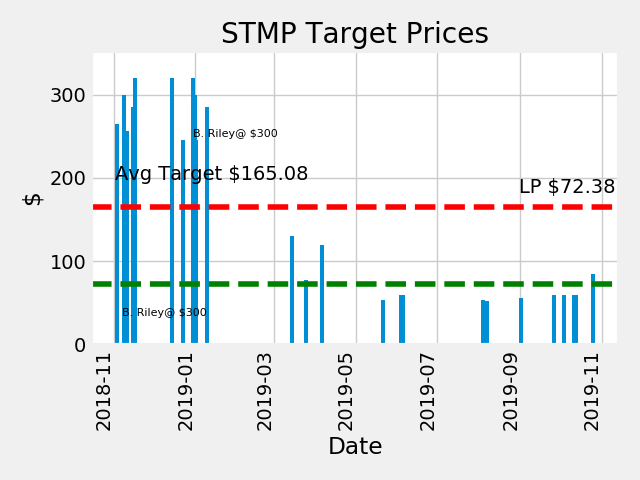 STMP Target Prices
300
B. Riley@ $300
Avg Target $165.08
200
LP $72.38
$
100
B. Riley@ $300
0
2018-11
2019-01
2019-03
2019-05
2019-07
2019-09
2019-11
Date